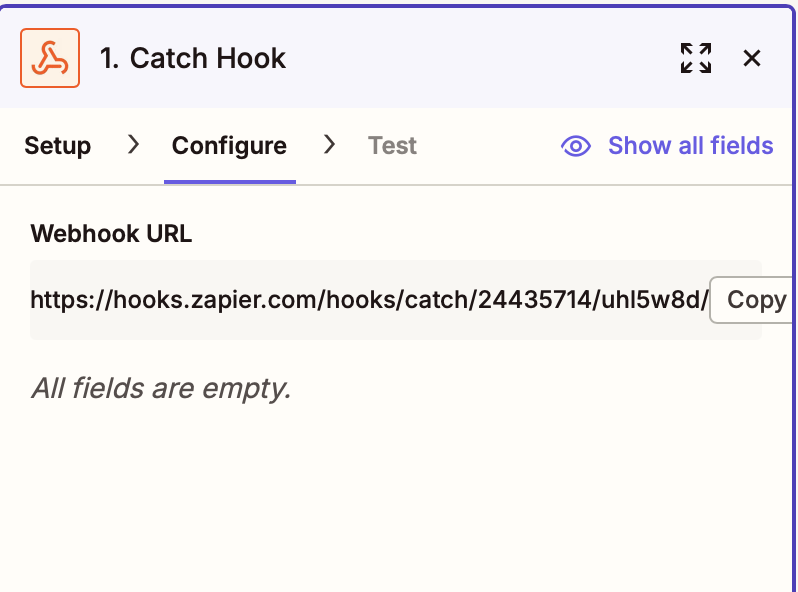 1. Catch Hook
Setup Configure Test Show all fields
Webhook URL
https://hooks.zapier.com/hooks/catch/24435714/uhl5w8d/ Copy
All fields are empty.